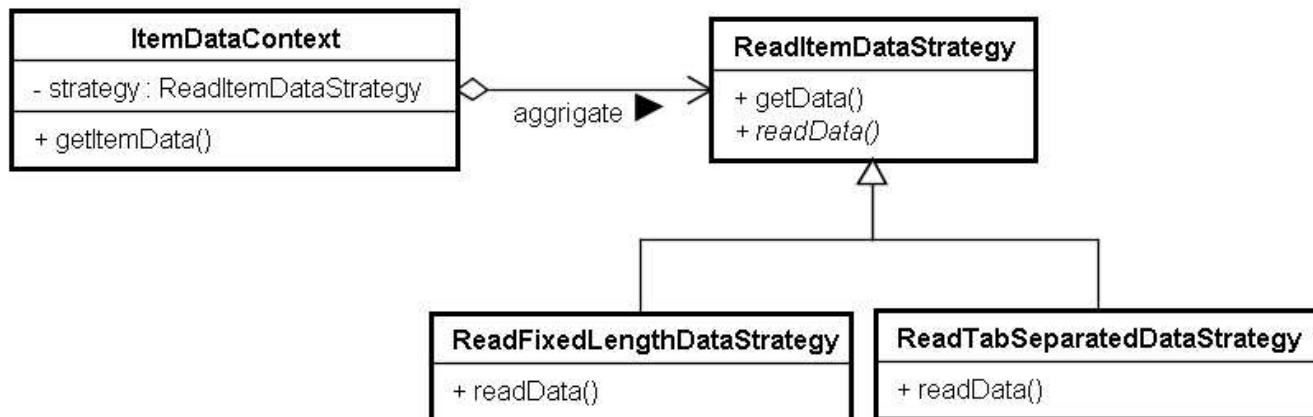 ItemDataContext
- strategy : ReadItemDataStrategy
+ getItemData()
aggrigate
ReadItemDataStrategy
+ getData()
+ readData()
ReadFixedLengthDataStrategy
+ readData()
ReadTabSeparatedDataStrategy
+ readData()